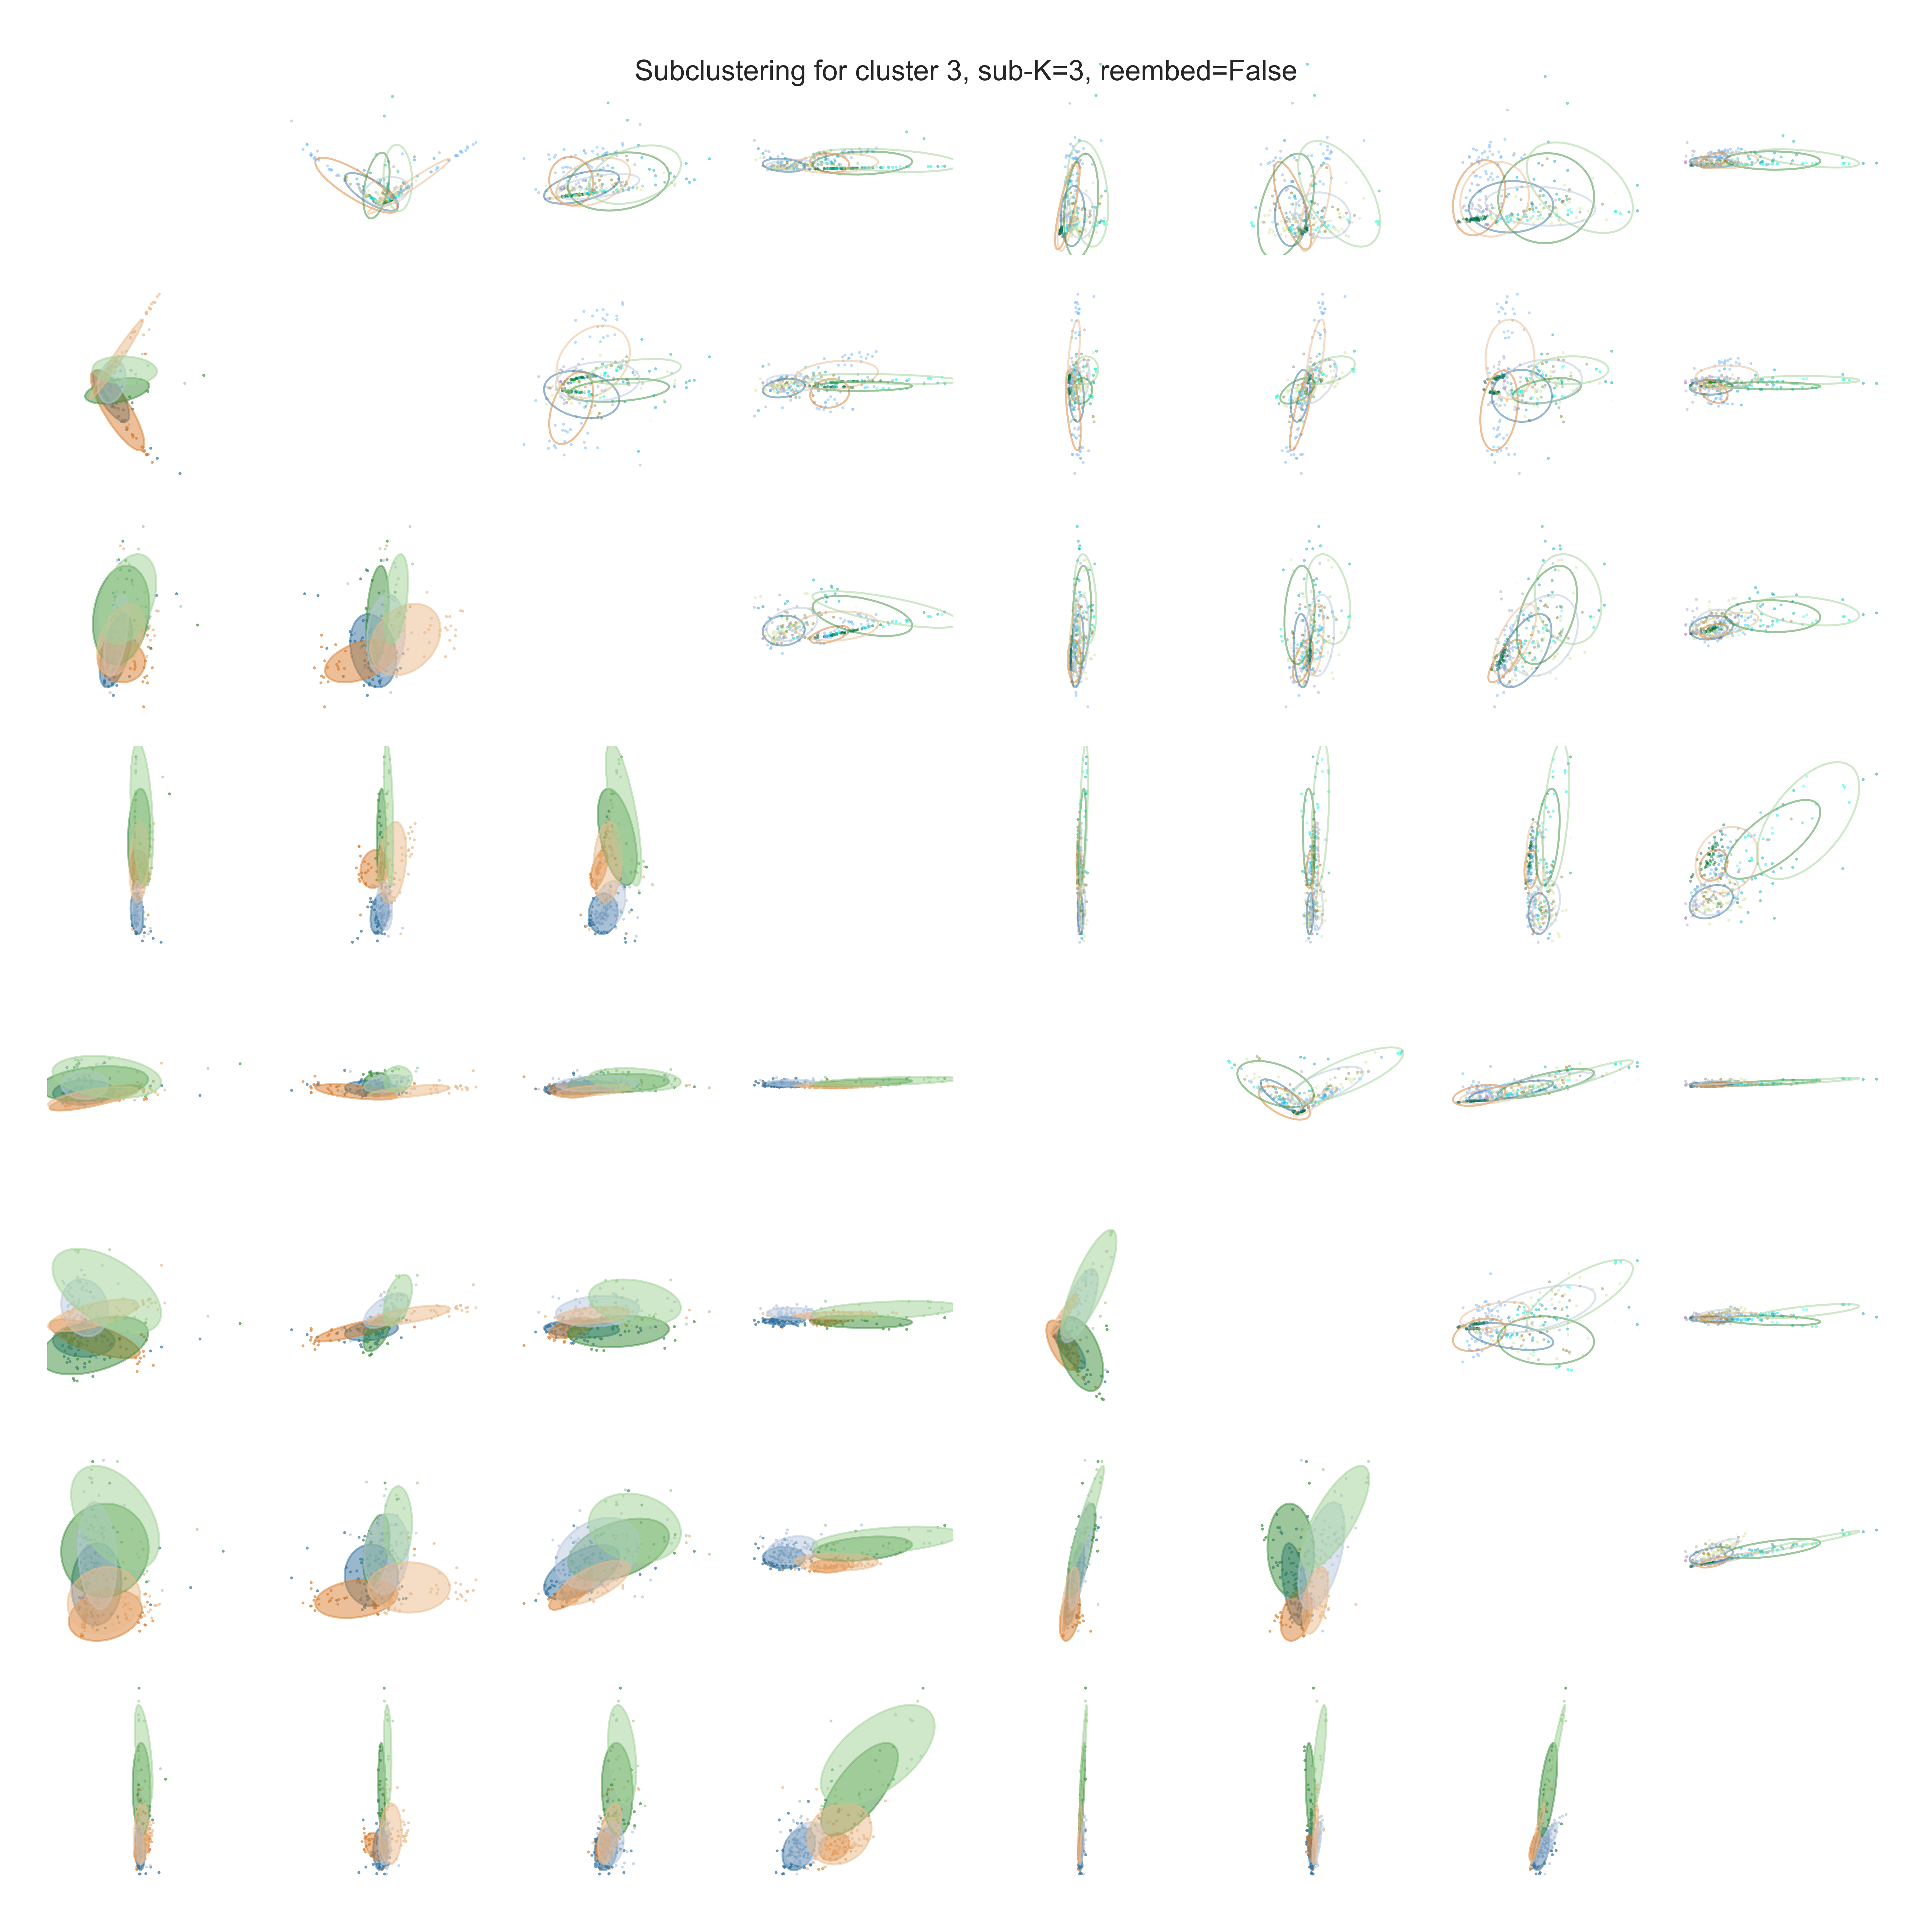 Subclustering for cluster 3, sub-K=3, reembed=False